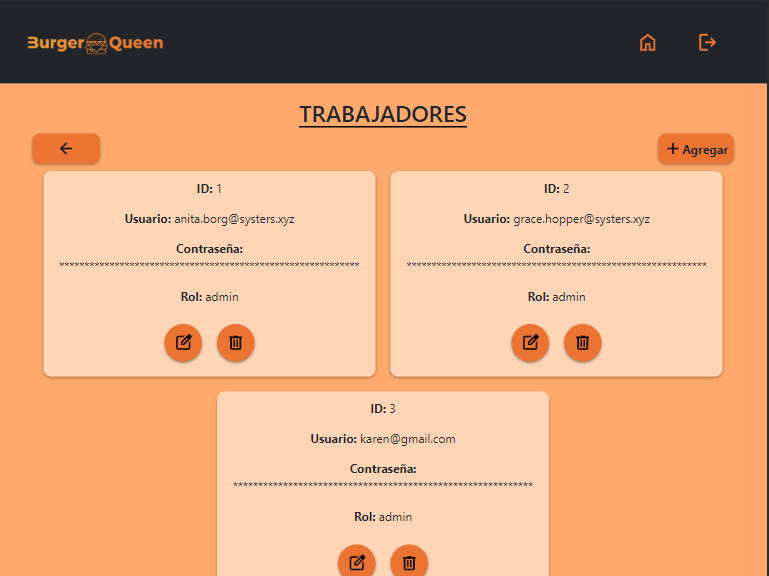 Burger Queen
TRABAJADORES
Agregar
ID: 1
Usuario: anita.borg@systers.xyz
Contraseña:
************************************************************
Rol: admin
ID: 2
Usuario: grace.hopper@systers.xyz
Contraseña:
************************************************************
Rol: admin
ID: 3
Usuario: karen@gmail.com
Contraseña:
************************************************************
Rol: admin